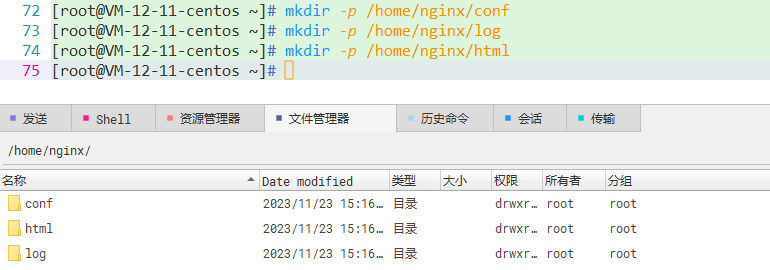 72 [root@VM-12-11-centos ~]# mkdir -p /home/nginx/conf
73 [root@VM-12-11-centos ~]# mkdir -p /home/nginx/log
74 [root@VM-12-11-centos ~]# mkdir -p /home/nginx/html
75 [root@VM-12-11-centos ~]#
发送 Shell 资源管理器 文件管理器 历史命令 会话 传输
/home/nginx/
名称 Date modified 类型 大小 权限 所有者 分组
conf 2023/11/23 15:16… 目录 drwxr… root root
html 2023/11/23 15:16… 目录 drwxr… root root
log 2023/11/23 15:16… 目录 drwxr… root root